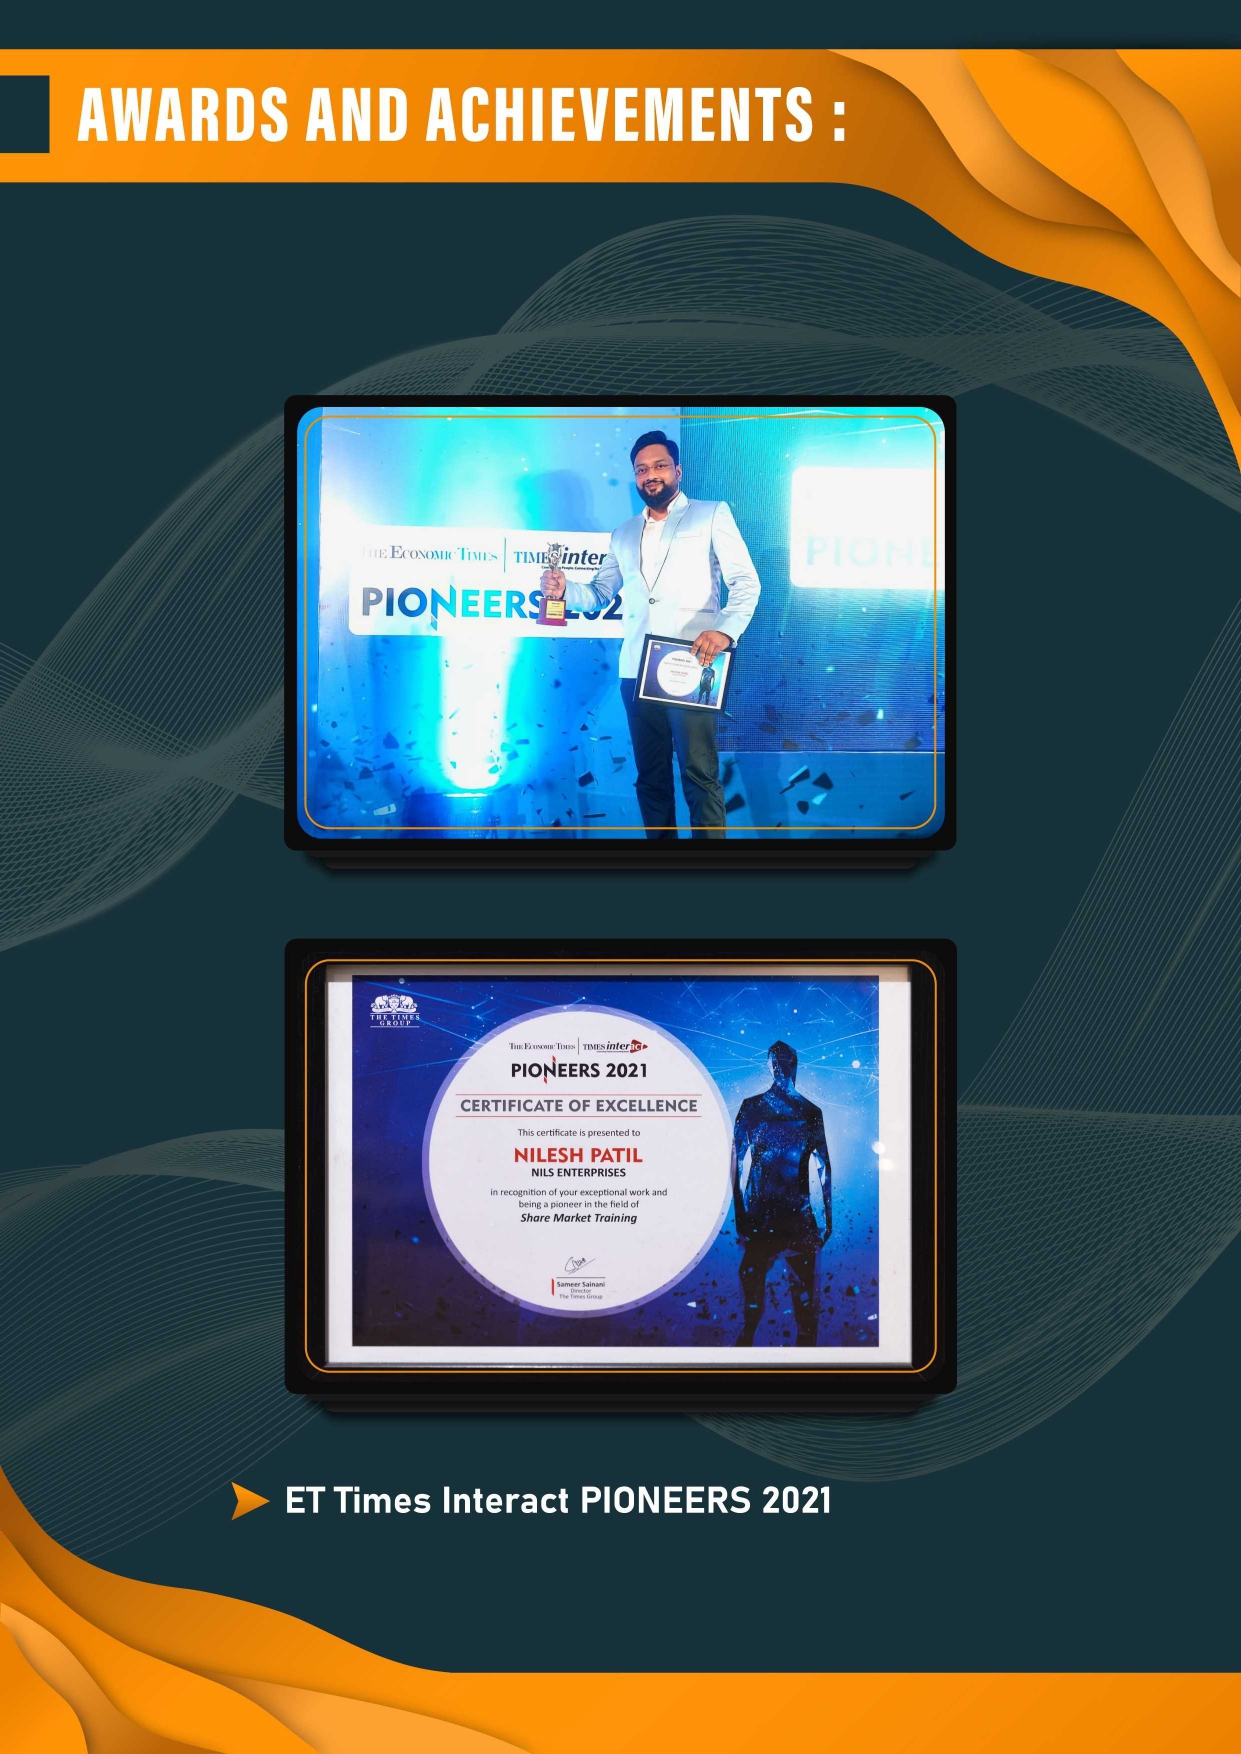 AWARDS AND ACHIEVEMENTS :
THE ECONOMIC TIMES | TIMES inter
PIONEERS 202
PIONE
THE TIMES
GROUP
THE ECONOMIC TIMES | TIMES interact
PIONEERS 2021
CERTIFICATE OF EXCELLENCE
This certificate is presented to
NILESH PATIL
NILS ENTERPRISES
in recognition of your exceptional work and
being a pioneer in the field of
Share Market Training
Sameer Sainani
Director
The Times Group
ET Times Interact PIONEERS 2021